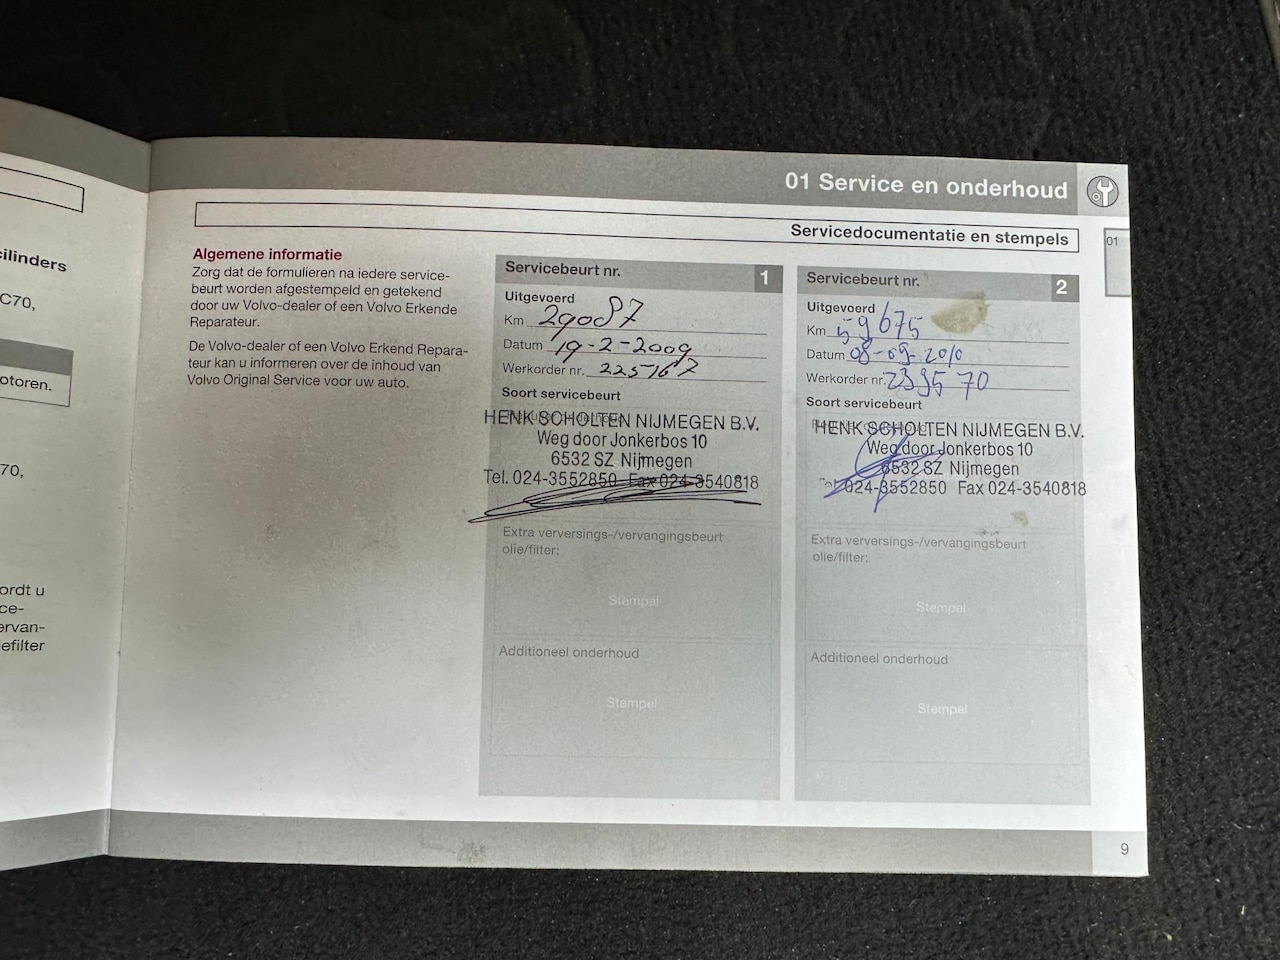 ilinders
C70,
otoren.
70,
ordt u
ce-
ervan-
efilter
01 Service en onderhoud
Servicedocumentatie en stempels
01
Algemene informatie
Zorg dat de formulieren na iedere service-
beurt worden afgestempeld en getekend
door uw Volvo-dealer of een Volvo Erkende
Reparateur.
De Volvo-dealer of een Volvo Erkend Repara-
teur kan u informeren over de inhoud van
Volvo Original Service voor uw auto.
Servicebeurt nr. 1
Uitgevoerd
Km 29087
Datum 19-2-2009
Werkorder nr. 225167
Soort servicebeurt
HENK SCHOLTEN NIJMEGEN B.V.
Weg door Jonkerbos 10
6532 SZ Nijmegen
Tel. 024-3552850 Fax 024-3540818
Extra verversings-/vervangingsbeurt
olie/filter:
Stempel
Additioneel onderhoud
Stempel
Servicebeurt nr. 2
Uitgevoerd
Km 59675
Datum 08-09-2010
Werkorder nr. 239570
Soort servicebeurt
HENK SCHOLTEN NIJMEGEN B.V.
Weg door Jonkerbos 10
6532 SZ Nijmegen
Tel. 024-3552850 Fax 024-3540818
Extra verversings-/vervangingsbeurt
olie/filter:
Stempel
Additioneel onderhoud
Stempel
9